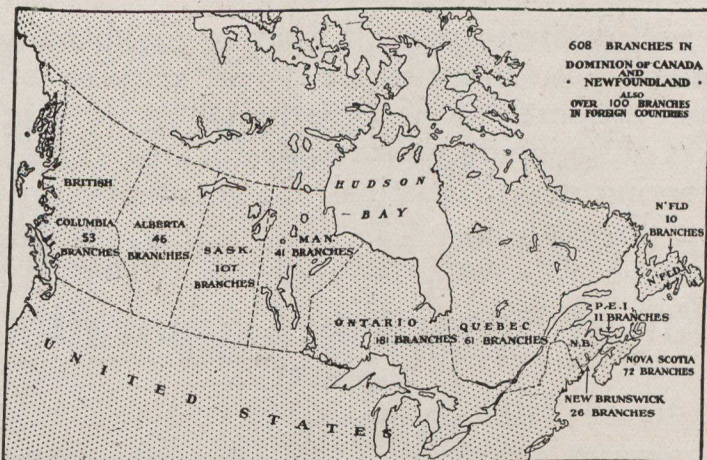 608 BRANCHES IN
DOMINION OF CANADA
AND
• NEWFOUNDLAND •
ALSO
OVER 100 BRANCHES
IN FOREIGN COUNTRIES
HUDSON
BAY
BRITISH
COLUMBIA
53
BRANCHES
ALBERTA
46
BRANCHES
SASK.
107
BRANCHES
MAN.
41 BRANCHES
ONTARIO
181 BRANCHES
QUEBEC
61 BRANCHES
N'FLD
10
BRANCHES
N'FLD.
P.E.I.
11 BRANCHES
N.B.
NOVA SCOTIA
72 BRANCHES
NEW BRUNSWICK
26 BRANCHES
UNITED STATES